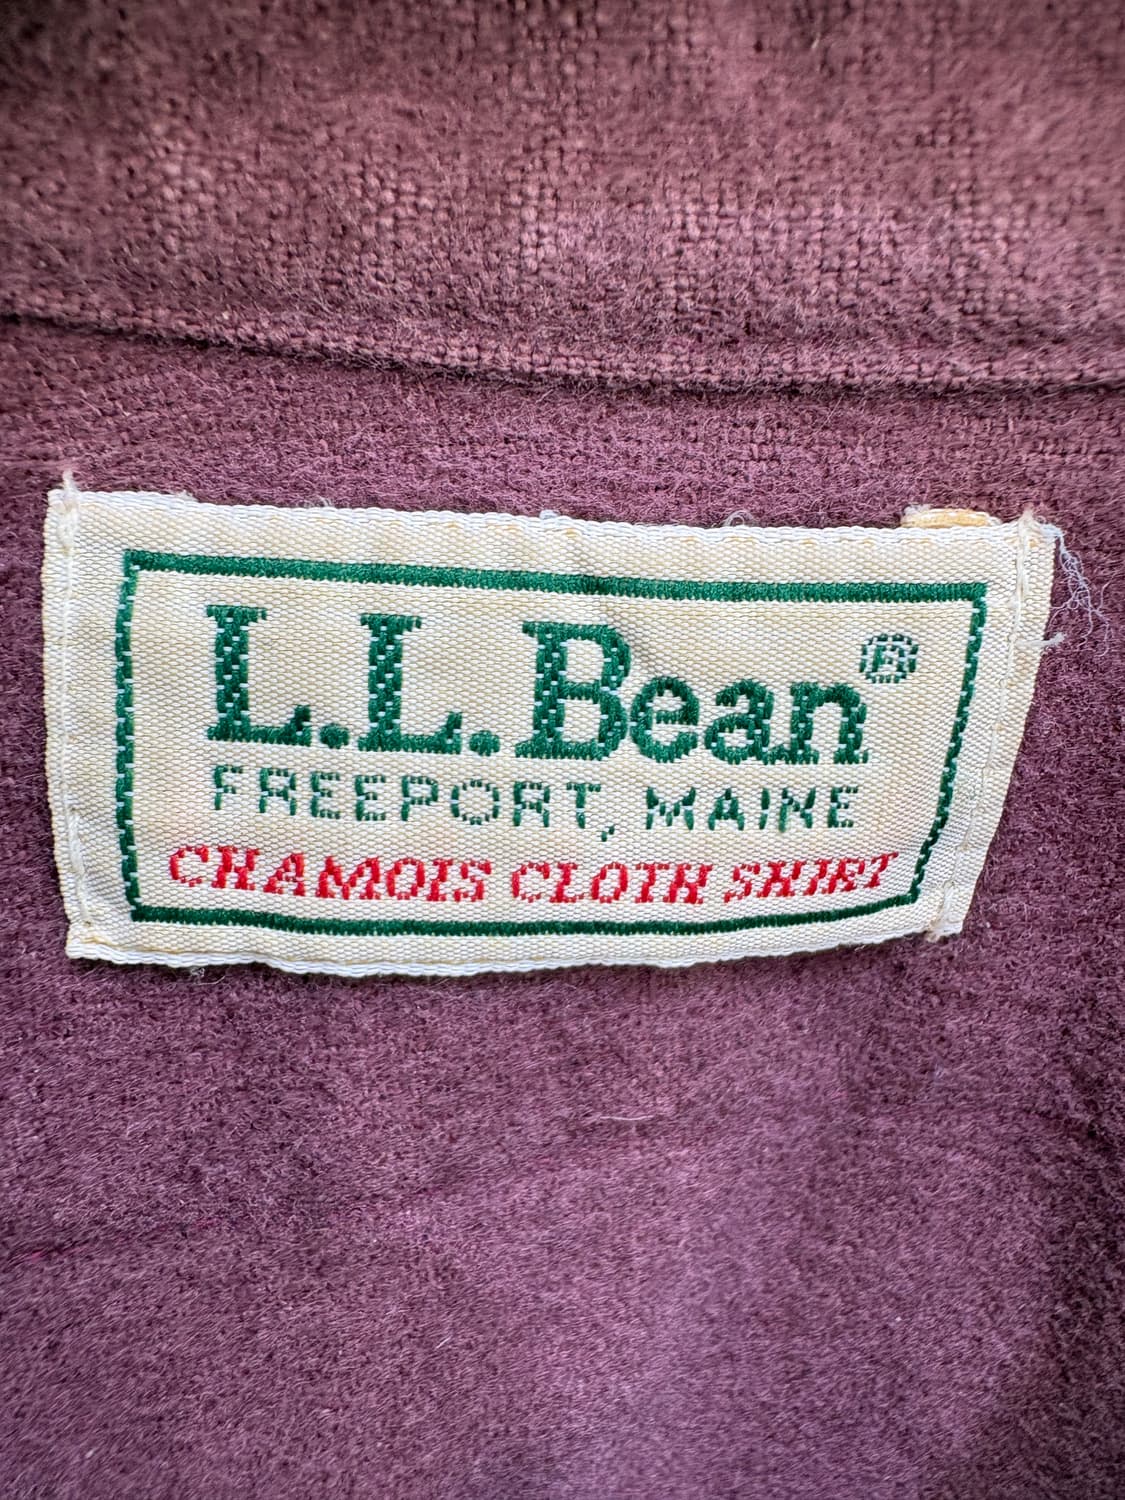 L.L.Bean®
FREEPORT, MAINE
CHAMOIS CLOTH SHIRT